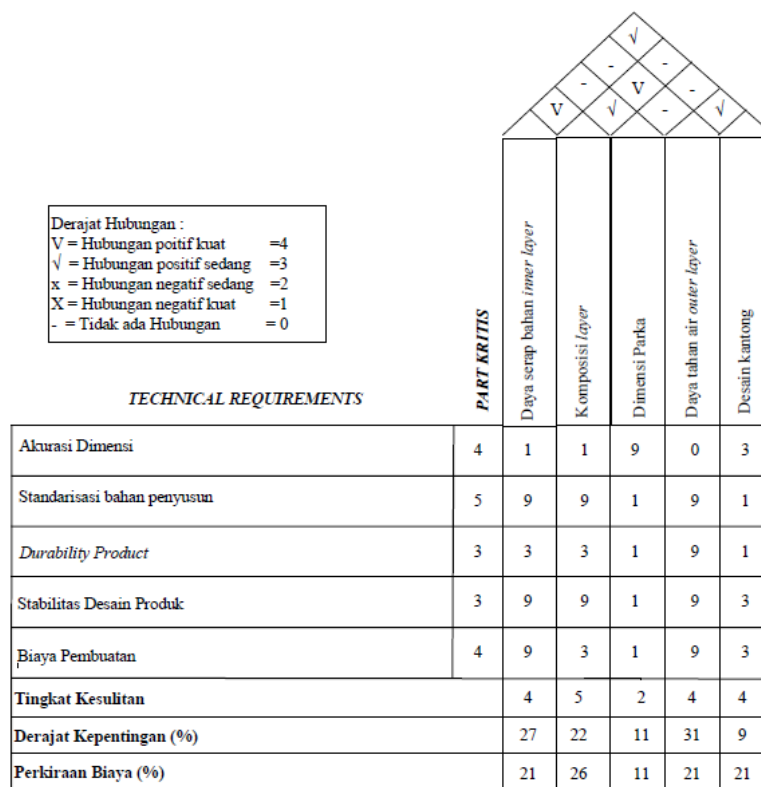 √
- -
- V -
V √ - √
Derajat Hubungan :
V = Hubungan poitif kuat =4
√ = Hubungan positif sedang =3
x = Hubungan negatif sedang =2
X = Hubungan negatif kuat =1
- = Tidak ada Hubungan = 0
TECHNICAL REQUIREMENTS
PART KRITIS
Daya serap bahan inner layer
Komposisi layer
Dimensi Parka
Daya tahan air outer layer
Desain kantong
Akurasi Dimensi 4 1 1 9 0 3
Standarisasi bahan penyusun 5 9 9 1 9 1
Durability Product 3 3 3 1 9 1
Stabilitas Desain Produk 3 9 9 1 9 3
Biaya Pembuatan 4 9 3 1 9 3
Tingkat Kesulitan 4 5 2 4 4
Derajat Kepentingan (%) 27 22 11 31 9
Perkiraan Biaya (%) 21 26 11 21 21